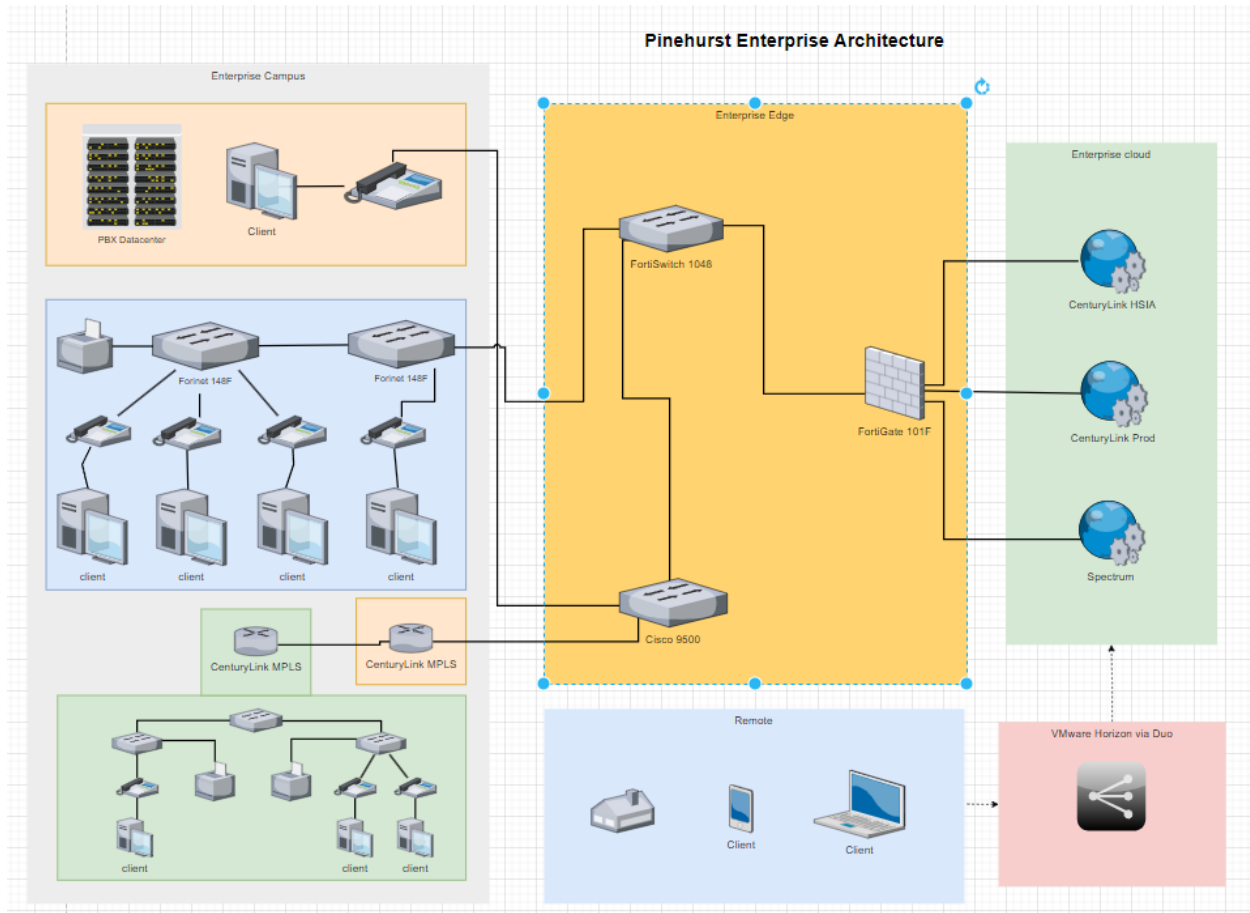 Pinehurst Enterprise Architecture
Enterprise Campus
PBX Datacenter
Client
Forinet 148F
Forinet 148F
client
client
client
client
CenturyLink MPLS
CenturyLink MPLS
client
client
client
Enterprise Edge
FortiSwitch 1048
FortiGate 101F
Cisco 9500
Enterprise cloud
CenturyLink HSIA
CenturyLink Prod
Spectrum
Remote
Client
Client
VMware Horizon via Duo